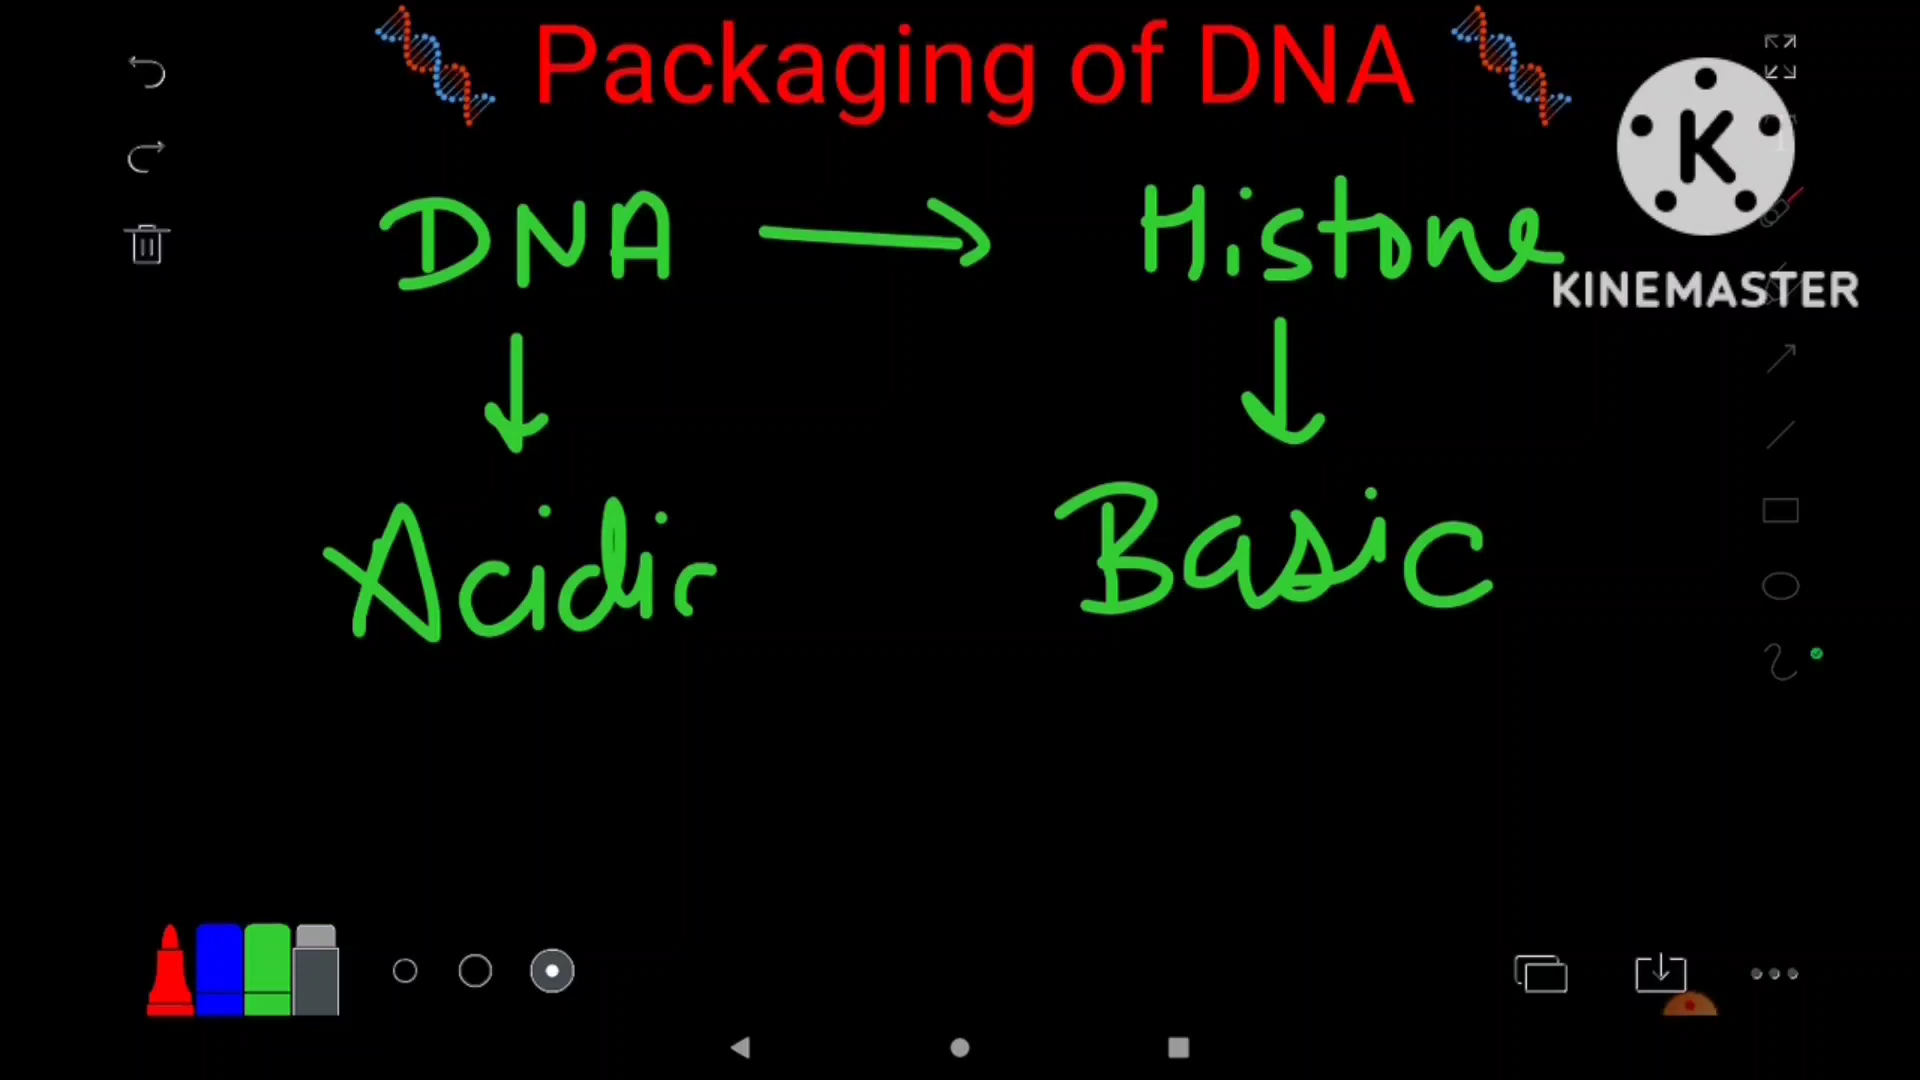 Packaging of DNA
K
KINEMASTER
DNA → Histone
↓ ↓
Acidic Basic